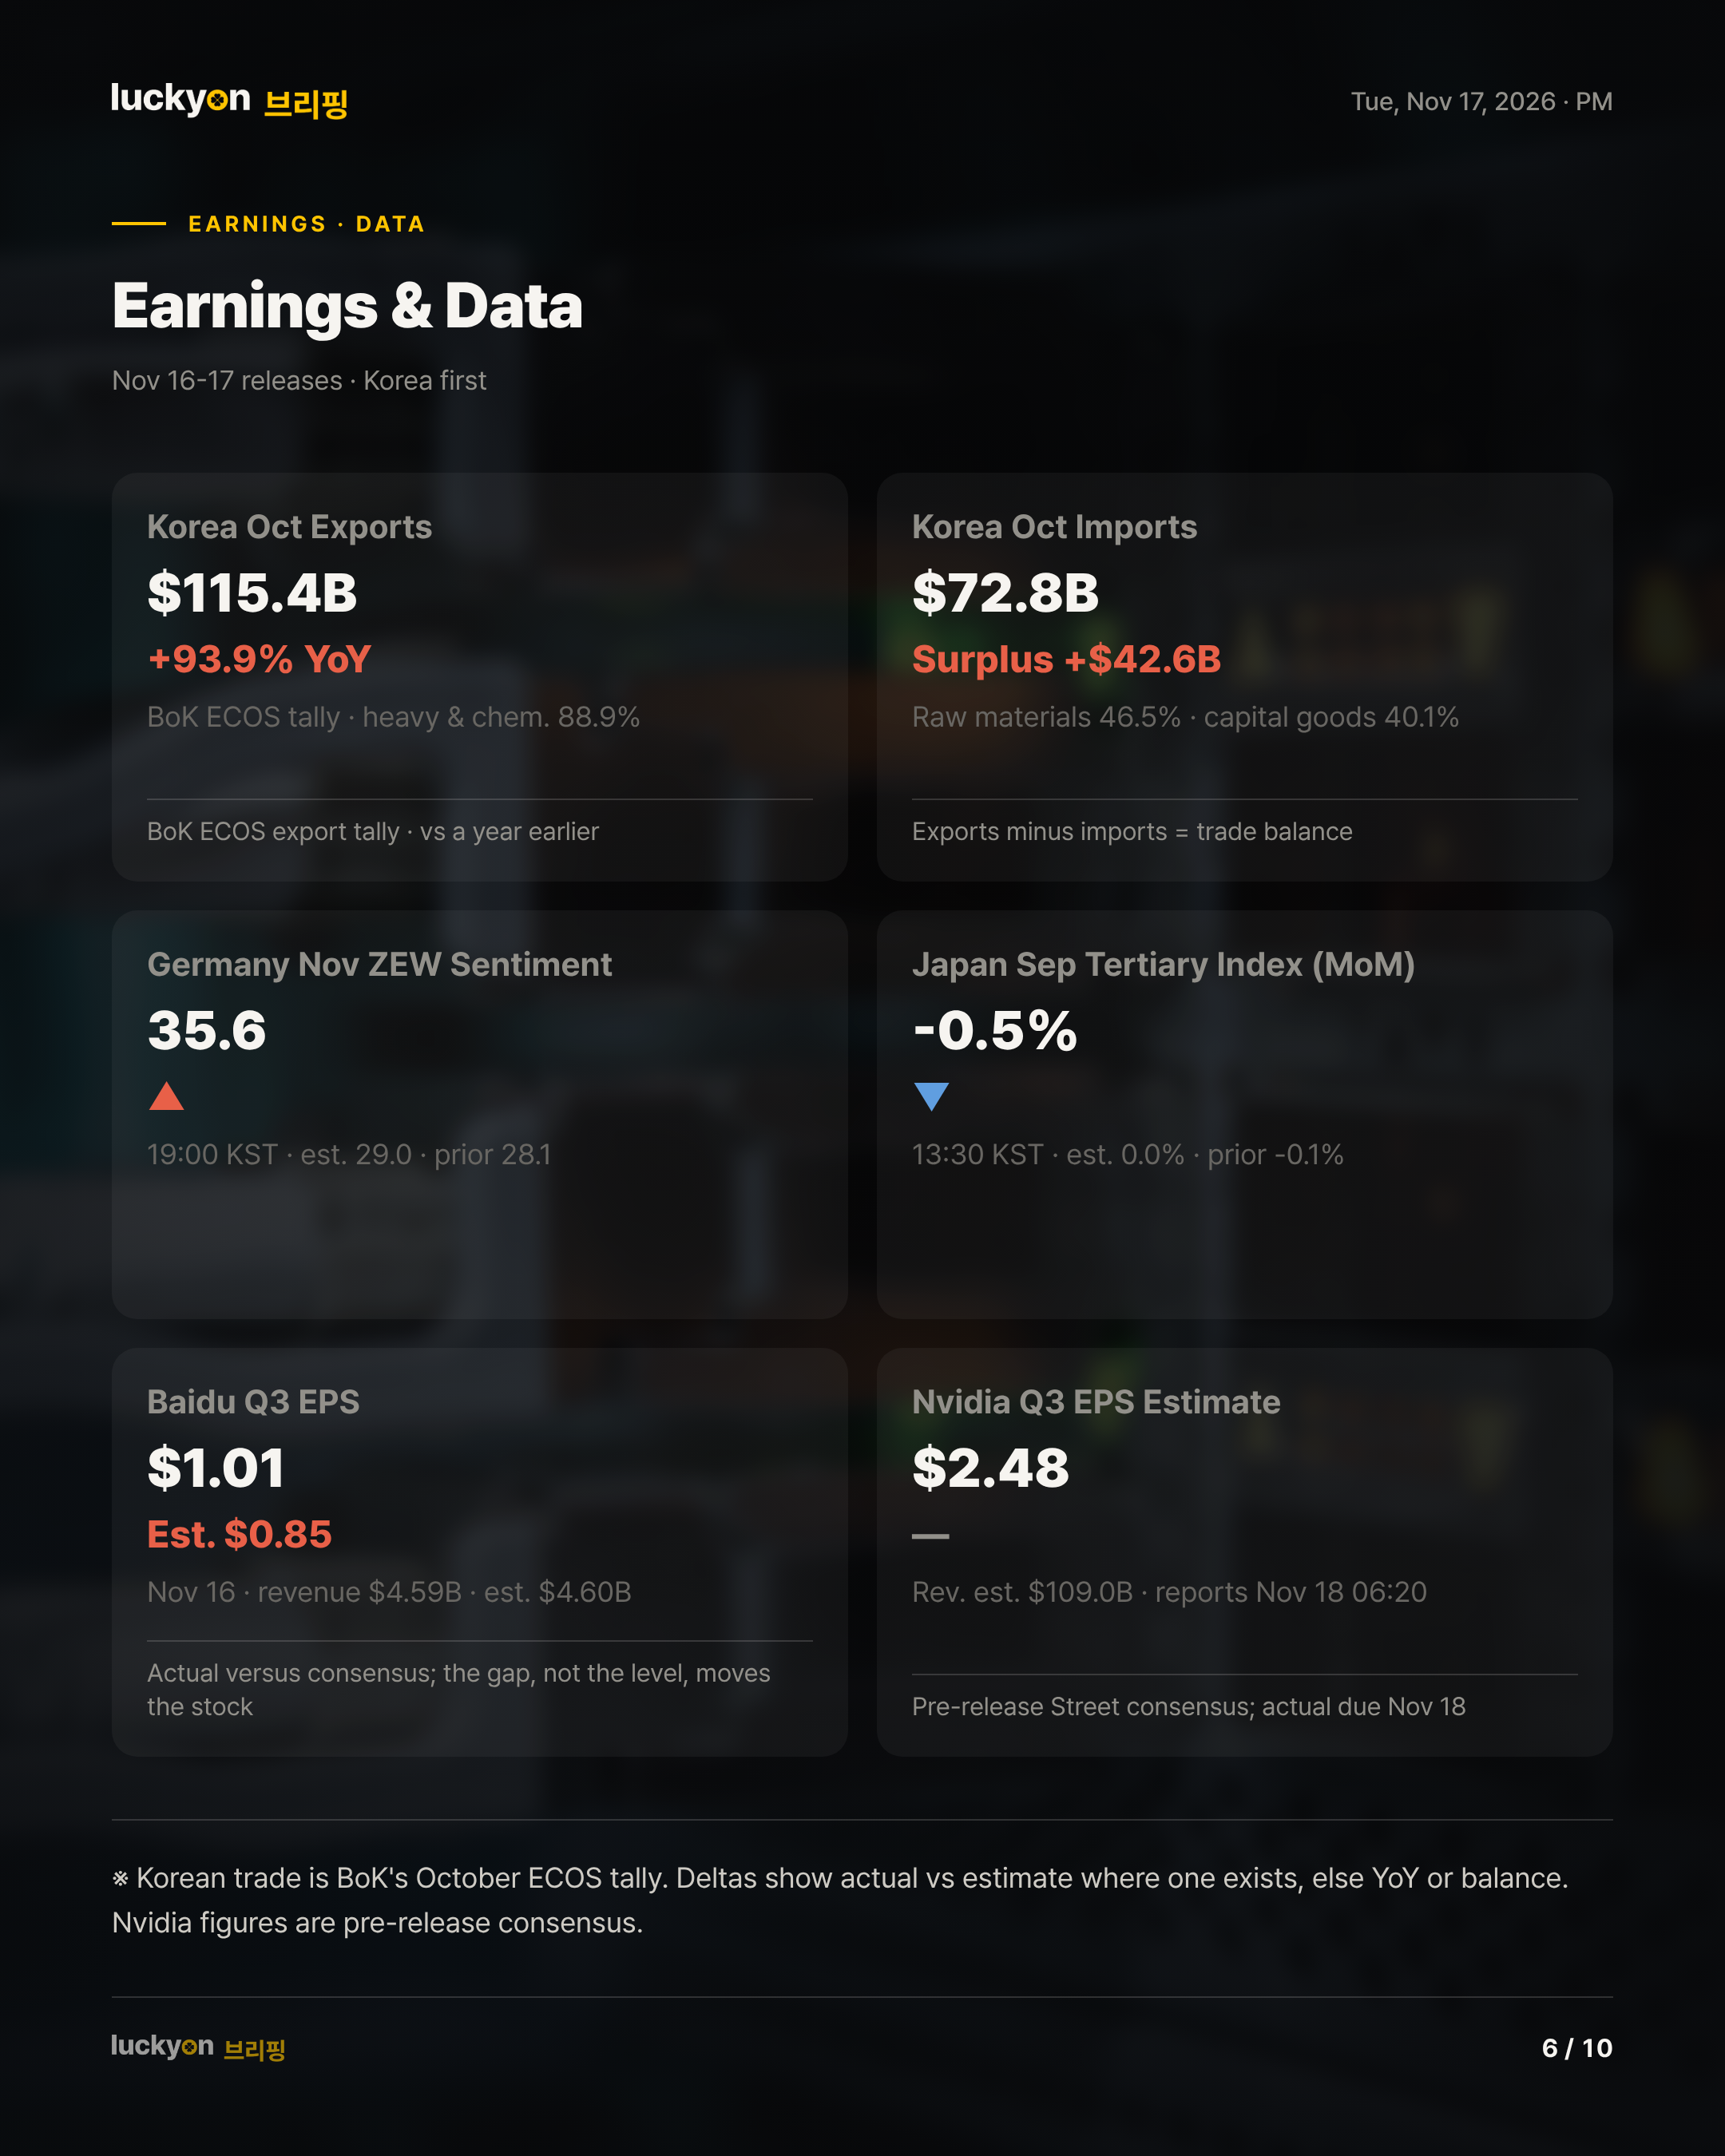 luckyon 브리핑
Tue, Nov 17, 2026 · PM
EARNINGS · DATA
Earnings & Data
Nov 16-17 releases · Korea first
Korea Oct Exports
$115.4B
+93.9% YoY
BoK ECOS tally · heavy & chem. 88.9%
BoK ECOS export tally · vs a year earlier
Korea Oct Imports
$72.8B
Surplus +$42.6B
Raw materials 46.5% · capital goods 40.1%
Exports minus imports = trade balance
Germany Nov ZEW Sentiment
35.6
▲
19:00 KST · est. 29.0 · prior 28.1
Japan Sep Tertiary Index (MoM)
-0.5%
▼
13:30 KST · est. 0.0% · prior -0.1%
Baidu Q3 EPS
$1.01
Est. $0.85
Nov 16 · revenue $4.59B · est. $4.60B
Actual versus consensus; the gap, not the level, moves
the stock
Nvidia Q3 EPS Estimate
$2.48
—
Rev. est. $109.0B · reports Nov 18 06:20
Pre-release Street consensus; actual due Nov 18
※ Korean trade is BoK's October ECOS tally. Deltas show actual vs estimate where one exists, else YoY or balance.
Nvidia figures are pre-release consensus.
luckyon 브리핑
6 / 10